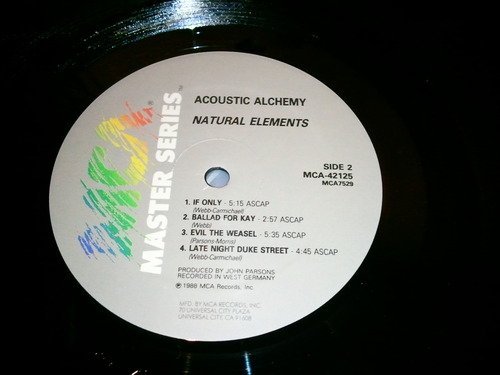 MCA®
MASTER SERIES™
ACOUSTIC ALCHEMY
NATURAL ELEMENTS
SIDE 2
MCA-42125
MCA7529
1. IF ONLY - 5:15 ASCAP
(Webb-Carmichael)
2. BALLAD FOR KAY - 2:57 ASCAP
(Webb)
3. EVIL THE WEASEL - 5:35 ASCAP
(Parsons-Morris)
4. LATE NIGHT DUKE STREET - 4:45 ASCAP
(Webb-Carmichael)
PRODUCED BY JOHN PARSONS
RECORDED IN WEST GERMANY
℗ 1988 MCA Records, Inc
MFD. BY MCA RECORDS, INC.
70 UNIVERSAL CITY PLAZA
UNIVERSAL CITY, CA 91608